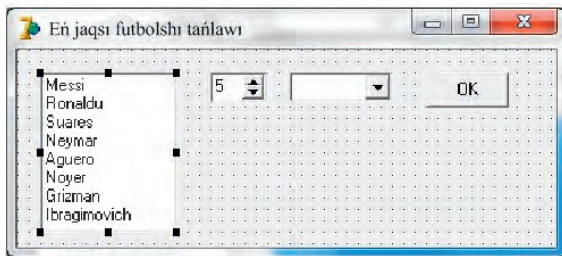 Eń jaqsı futbolshı tańlawı
Messi
Ronaldu
Suares
Neymar
Aguero
Noyer
Grizman
Ibragimovich
5
OK